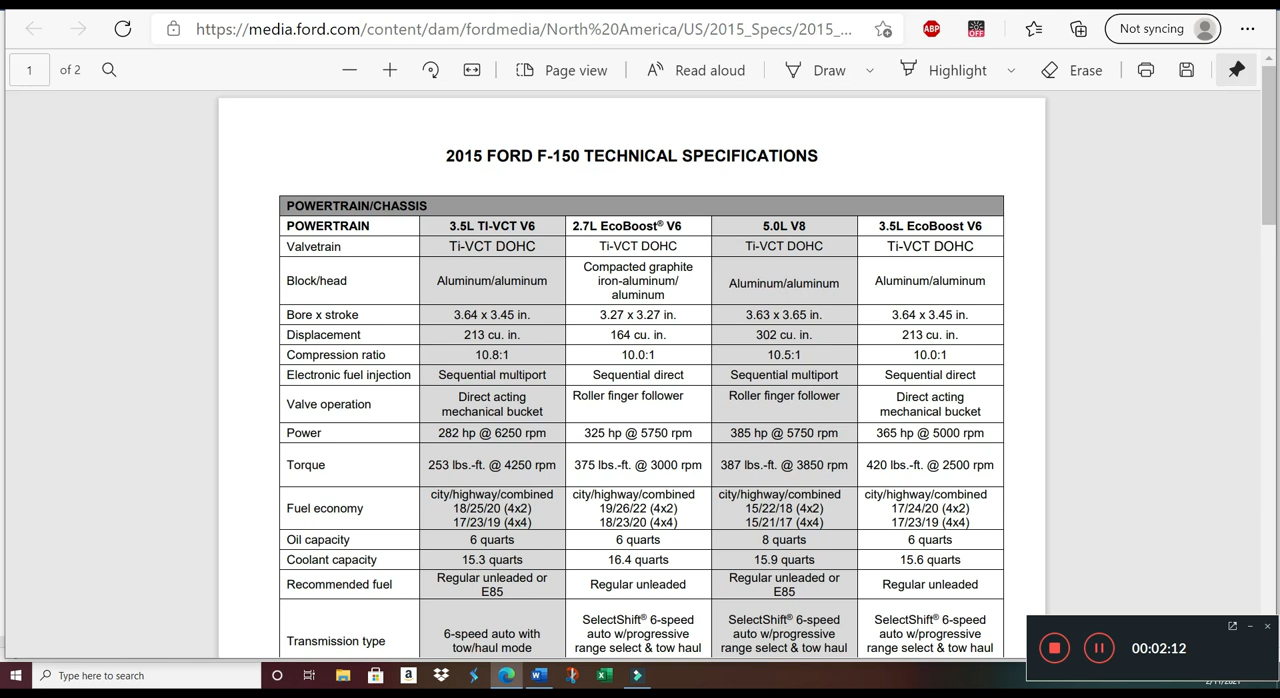 https://media.ford.com/content/dam/fordmedia/North%20America/US/2015_Specs/2015_...
ABP
OFF
Not syncing
1
of 2
Page view
Read aloud
Draw
Highlight
Erase
2015 FORD F-150 TECHNICAL SPECIFICATIONS
POWERTRAIN/CHASSIS
POWERTRAIN 3.5L TI-VCT V6 2.7L EcoBoost® V6 5.0L V8 3.5L EcoBoost V6
Valvetrain Ti-VCT DOHC Ti-VCT DOHC Ti-VCT DOHC Ti-VCT DOHC
Block/head Aluminum/aluminum Compacted graphite
iron-aluminum/
aluminum Aluminum/aluminum Aluminum/aluminum
Bore x stroke 3.64 x 3.45 in. 3.27 x 3.27 in. 3.63 x 3.65 in. 3.64 x 3.45 in.
Displacement 213 cu. in. 164 cu. in. 302 cu. in. 213 cu. in.
Compression ratio 10.8:1 10.0:1 10.5:1 10.0:1
Electronic fuel injection Sequential multiport Sequential direct Sequential multiport Sequential direct
Valve operation Direct acting
mechanical bucket Roller finger follower Roller finger follower Direct acting
mechanical bucket
Power 282 hp @ 6250 rpm 325 hp @ 5750 rpm 385 hp @ 5750 rpm 365 hp @ 5000 rpm
Torque 253 lbs.-ft. @ 4250 rpm 375 lbs.-ft. @ 3000 rpm 387 lbs.-ft. @ 3850 rpm 420 lbs.-ft. @ 2500 rpm
Fuel economy city/highway/combined
18/25/20 (4x2)
17/23/19 (4x4) city/highway/combined
19/26/22 (4x2)
18/23/20 (4x4) city/highway/combined
15/22/18 (4x2)
15/21/17 (4x4) city/highway/combined
17/24/20 (4x2)
17/23/19 (4x4)
Oil capacity 6 quarts 6 quarts 8 quarts 6 quarts
Coolant capacity 15.3 quarts 16.4 quarts 15.9 quarts 15.6 quarts
Recommended fuel Regular unleaded or
E85 Regular unleaded Regular unleaded or
E85 Regular unleaded
Transmission type 6-speed auto with
tow/haul mode SelectShift® 6-speed
auto w/progressive
range select & tow haul SelectShift® 6-speed
auto w/progressive
range select & tow haul SelectShift® 6-speed
auto w/progressive
range select & tow haul
00:02:12
Type here to search